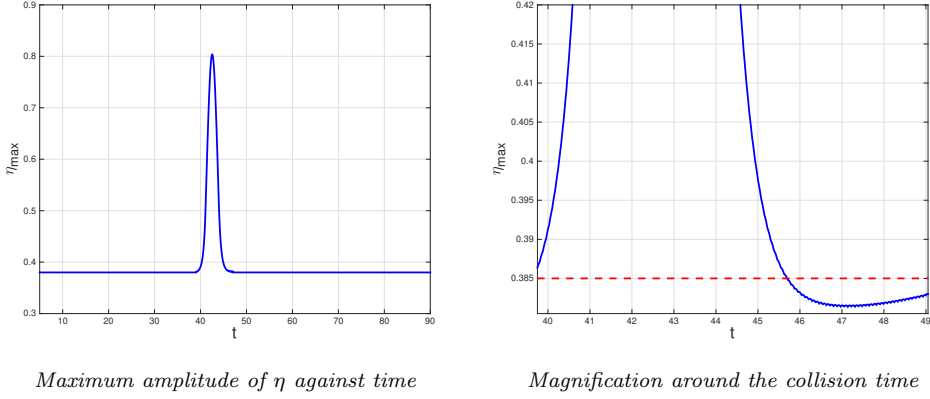 0.9
0.8
0.7
0.6
0.5
0.4
0.3
ηmax
10 20 30 40 50 60 70 80 90
t
Maximum amplitude of η against time
0.42
0.415
0.41
0.405
0.4
0.395
0.39
0.385
ηmax
40 41 42 43 44 45 46 47 48 49
t
Magnification around the collision time